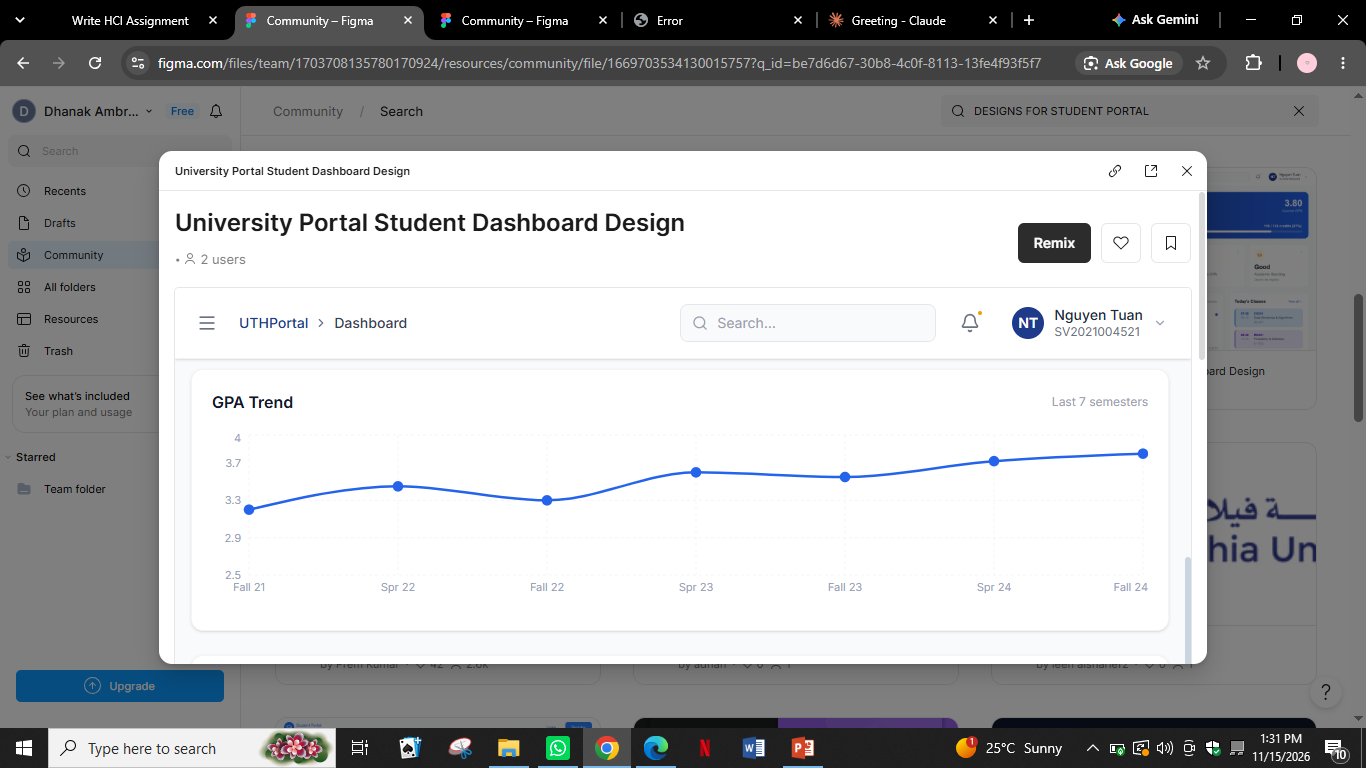 Write HCI Assignment
Community – Figma
Community – Figma
Error
Greeting - Claude
Ask Gemini
figma.com/files/team/1703708135780170924/resources/community/file/1669703534130015757?q_id=be7d6d67-30b8-4c0f-8113-13fe4f93f5f7
Ask Google
D
Dhanak Ambr...
Free
Community / Search
DESIGNS FOR STUDENT PORTAL
Search
Recents
Drafts
Community
All folders
Resources
Trash
See what's included
Your plan and usage
Starred
Team folder
Upgrade
University Portal Student Dashboard Design
University Portal Student Dashboard Design
• 2 users
Remix
UTHPortal > Dashboard
Search...
NT
Nguyen Tuan
SV2021004521
GPA Trend
Last 7 semesters
4
3.7
3.3
2.9
2.5
Fall 21
Spr 22
Fall 22
Spr 23
Fall 23
Spr 24
Fall 24
3.80
Good
Today's Classes
ard Design
hia Un
by Prem Kumar
42
2.6k
by adnan
0
1
0
1
?
Type here to search
1
25°C Sunny
1:31 PM
11/15/2026
10